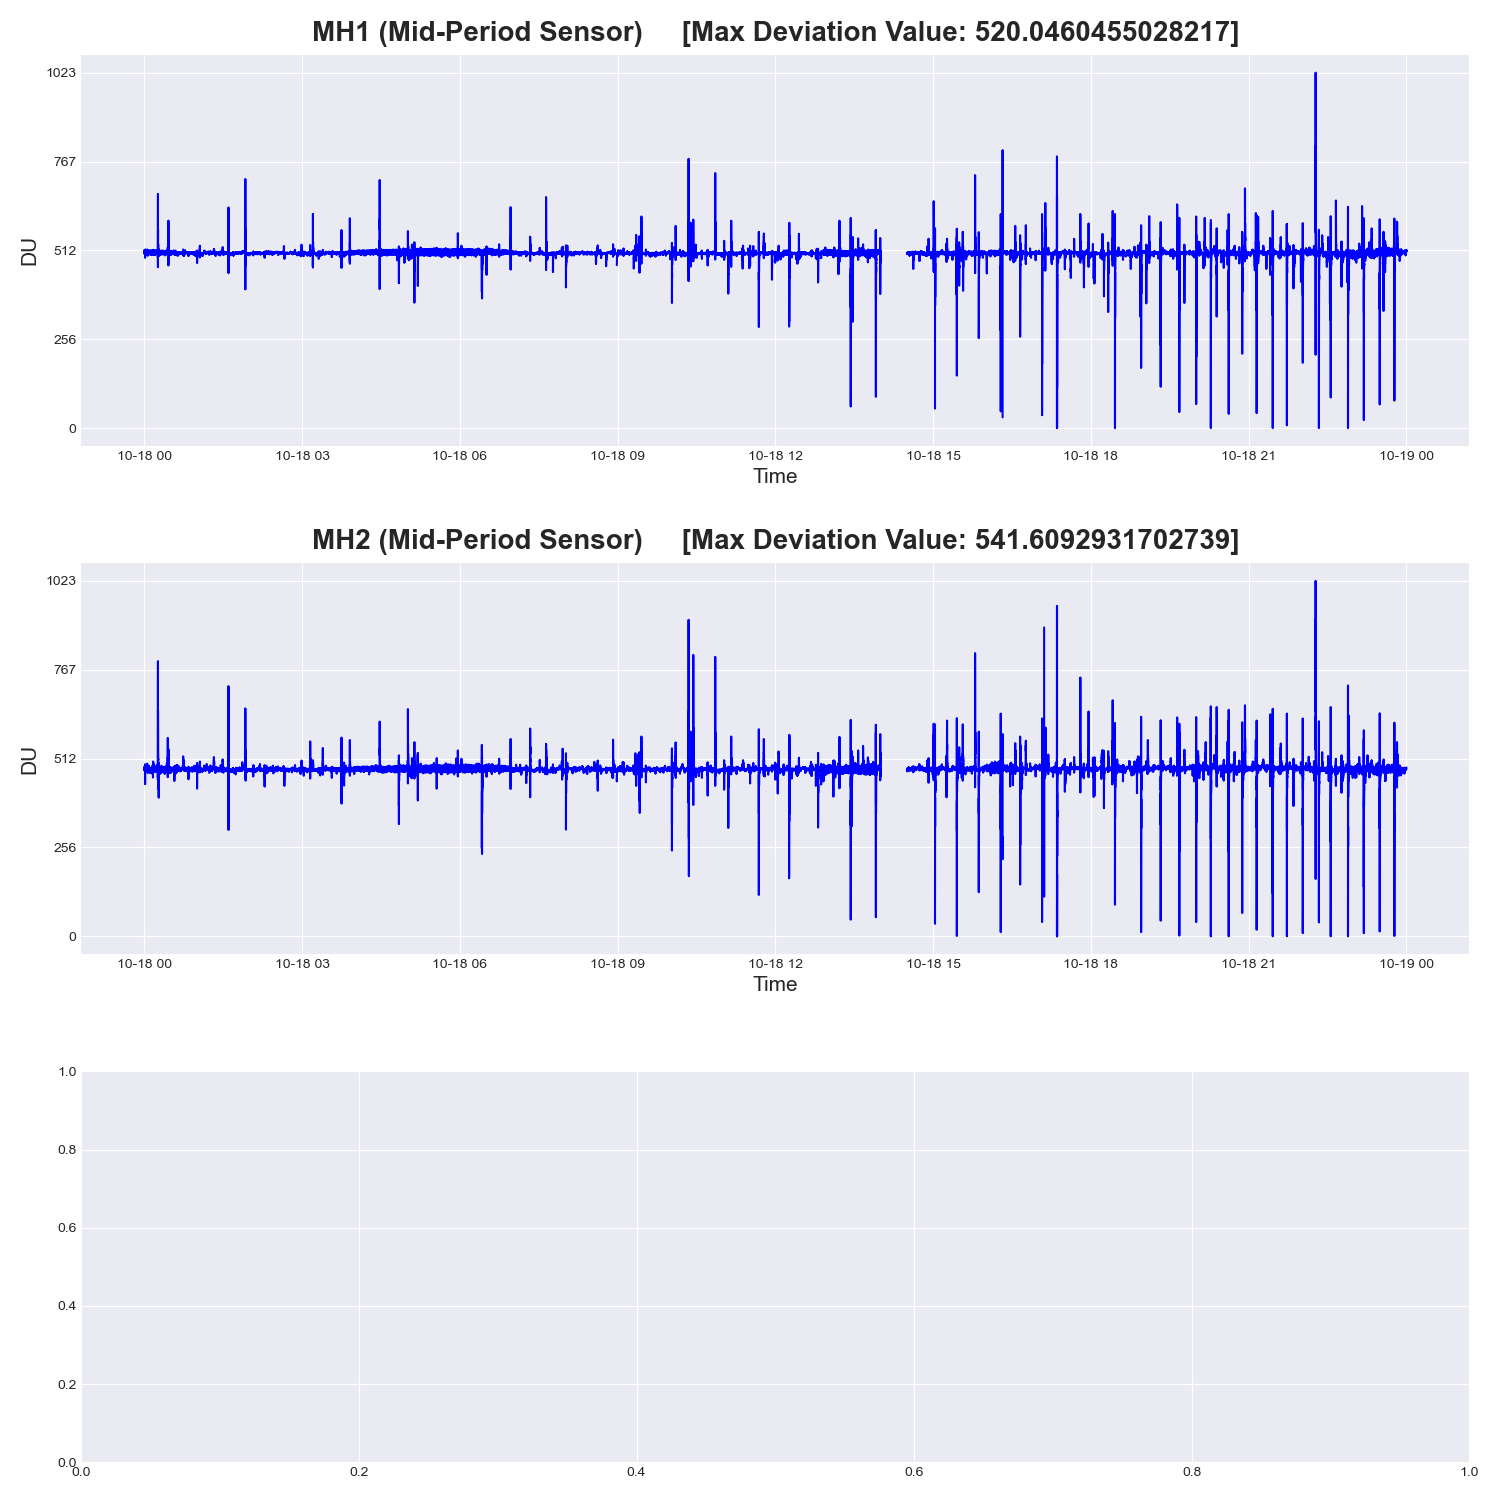 MH1 (Mid-Period Sensor) [Max Deviation Value: 520.0460455028217]
1023
767
512
256
0
DU
10-18 00 10-18 03 10-18 06 10-18 09 10-18 12 10-18 15 10-18 18 10-18 21 10-19 00
Time
MH2 (Mid-Period Sensor) [Max Deviation Value: 541.6092931702739]
1023
767
512
256
0
DU
10-18 00 10-18 03 10-18 06 10-18 09 10-18 12 10-18 15 10-18 18 10-18 21 10-19 00
Time
1.0
0.8
0.6
0.4
0.2
0.0
0.0 0.2 0.4 0.6 0.8 1.0